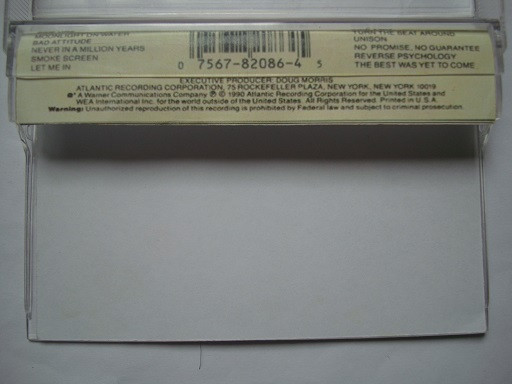 MOONLIGHT ON WATER
BAD ATTITUDE
NEVER IN A MILLION YEARS
SMOKE SCREEN
LET ME IN
0 7567-82086-4 5
TURN THE BEAT AROUND
UNISON
NO PROMISE, NO GUARANTEE
REVERSE PSYCHOLOGY
THE BEST WAS YET TO COME
EXECUTIVE PRODUCER: DOUG MORRIS
ATLANTIC RECORDING CORPORATION, 75 ROCKEFELLER PLAZA, NEW YORK, NEW YORK 10019
®* A Warner Communications Company ℗ © 1990 Atlantic Recording Corporation for the United States and
WEA International Inc. for the world outside of the United States. All Rights Reserved. Printed in U.S.A.
Warning: Unauthorized reproduction of this recording is prohibited by Federal law and subject to criminal prosecution.